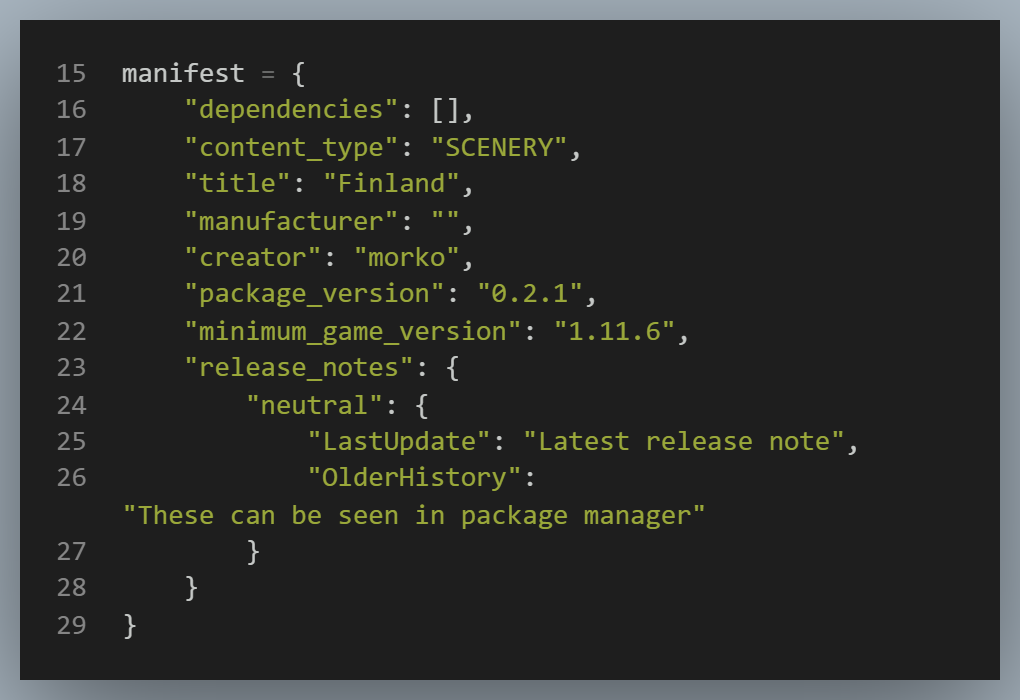 15 manifest = {
16     "dependencies": [],
17     "content_type": "SCENERY",
18     "title": "Finland",
19     "manufacturer": "",
20     "creator": "morko",
21     "package_version": "0.2.1",
22     "minimum_game_version": "1.11.6",
23     "release_notes": {
24         "neutral": {
25             "LastUpdate": "Latest release note",
26             "OlderHistory":
"These can be seen in package manager"
27         }
28     }
29 }